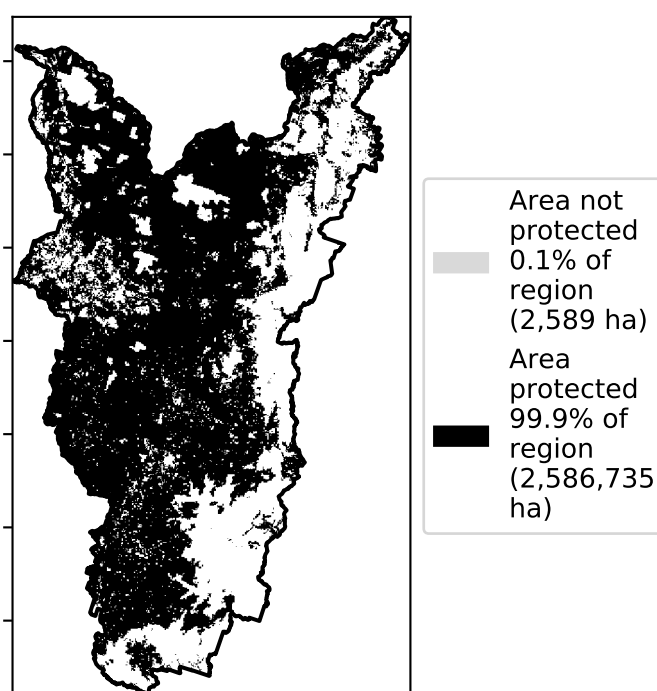 Area not
protected
0.1% of
region
(2,589 ha)
Area
protected
99.9% of
region
(2,586,735
ha)